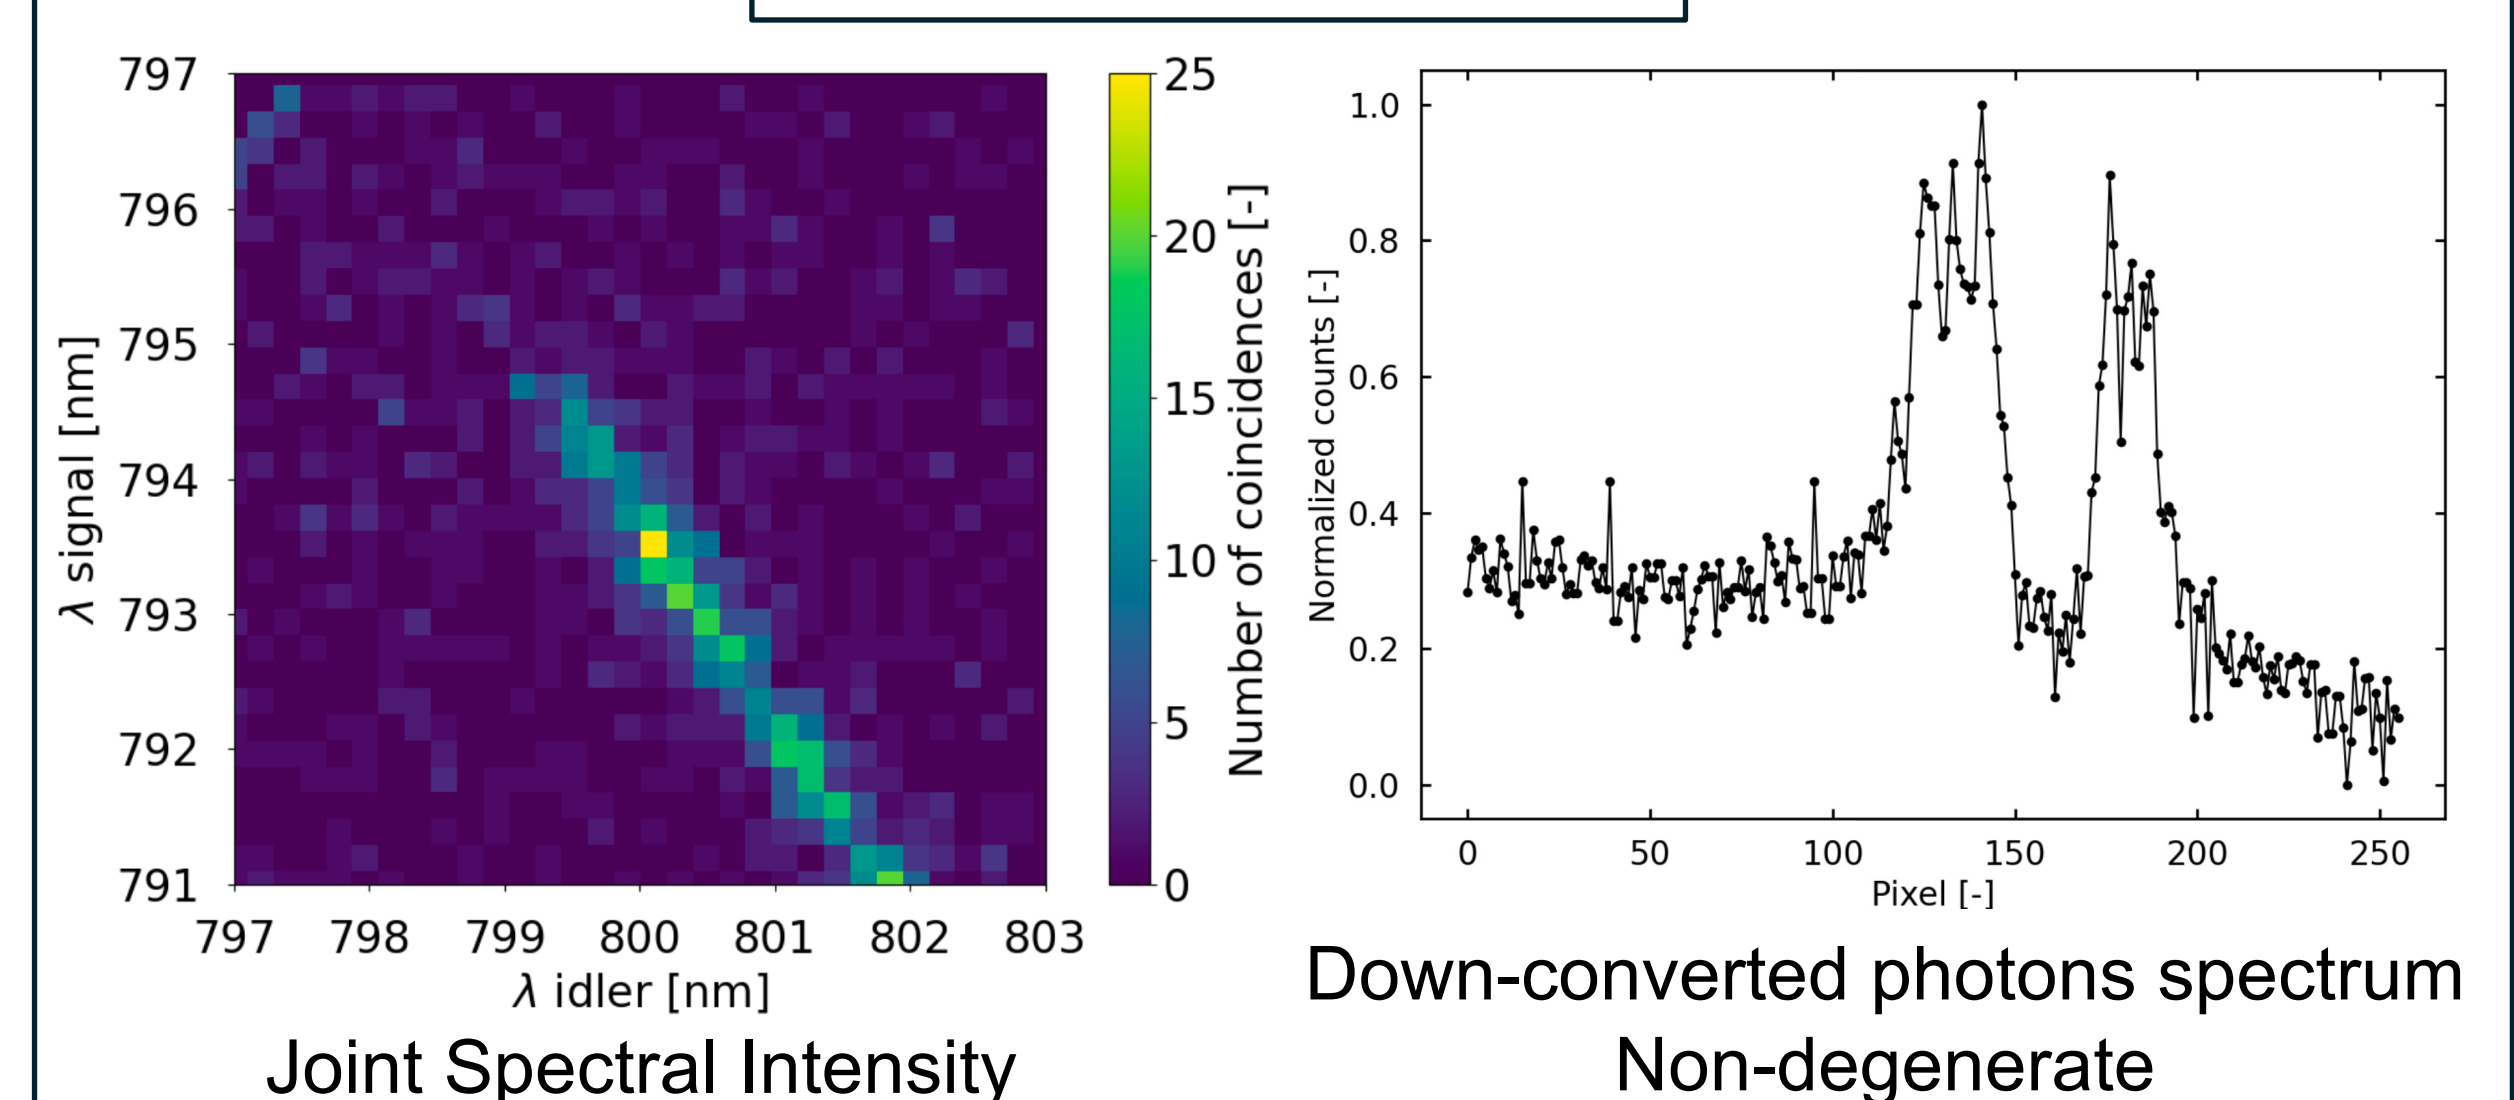 797
796
795
794
793
792
791
λ signal [nm]
797 798 799 800 801 802 803
λ idler [nm]
25
20
15
10
5
0
Number of coincidences [-]
Joint Spectral Intensity
1.0
0.8
0.6
0.4
0.2
0.0
Normalized counts [-]
0 50 100 150 200 250
Pixel [-]
Down-converted photons spectrum
Non-degenerate